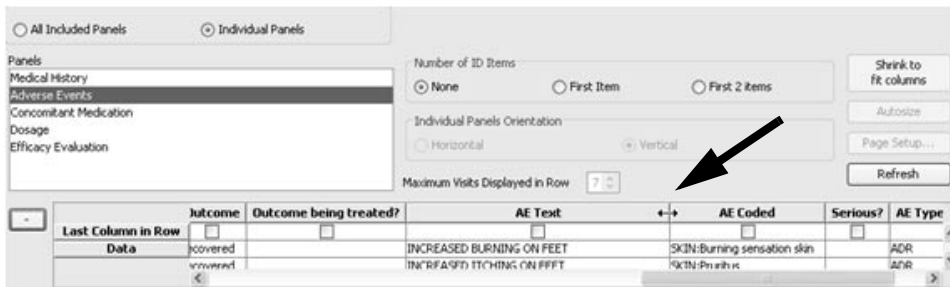 All Included Panels Individual Panels
Panels
Medical History
Adverse Events
Concomitant Medication
Dosage
Efficacy Evaluation
Number of ID Items
None First Item First 2 items
Individual Panels Orientation
Horizontal Vertical
Maximum Visits Displayed in Row 7
Shrink to
fit columns
Autosize
Page Setup...
Refresh
- Outcome Outcome being treated? AE Text AE Coded Serious? AE Type
Last Column in Row
Data covered INCREASED BURNING ON FEET SKIN:Burning sensation skin ADR
covered INCREASED ITCHING ON FEET SKIN:Pruritus ADR